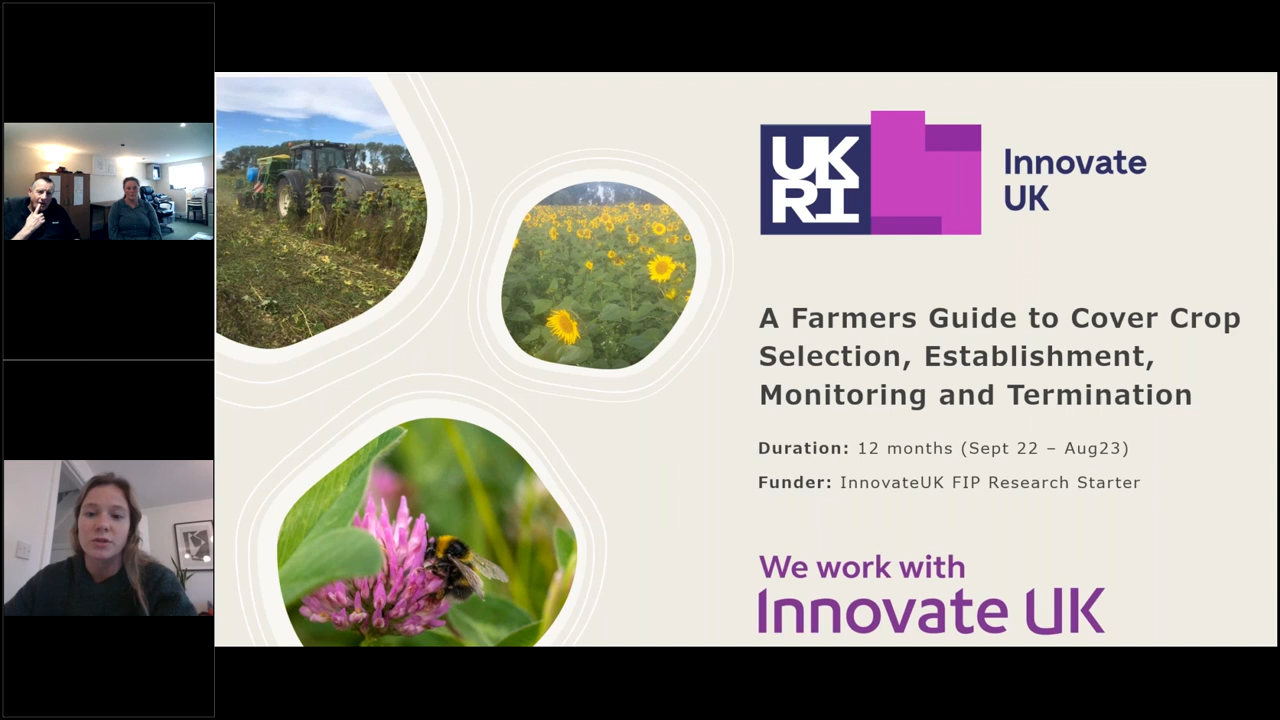 UK
RI
Innovate
UK
A Farmers Guide to Cover Crop
Selection, Establishment,
Monitoring and Termination
Duration: 12 months (Sept 22 – Aug23)
Funder: InnovateUK FIP Research Starter
We work with
Innovate UK